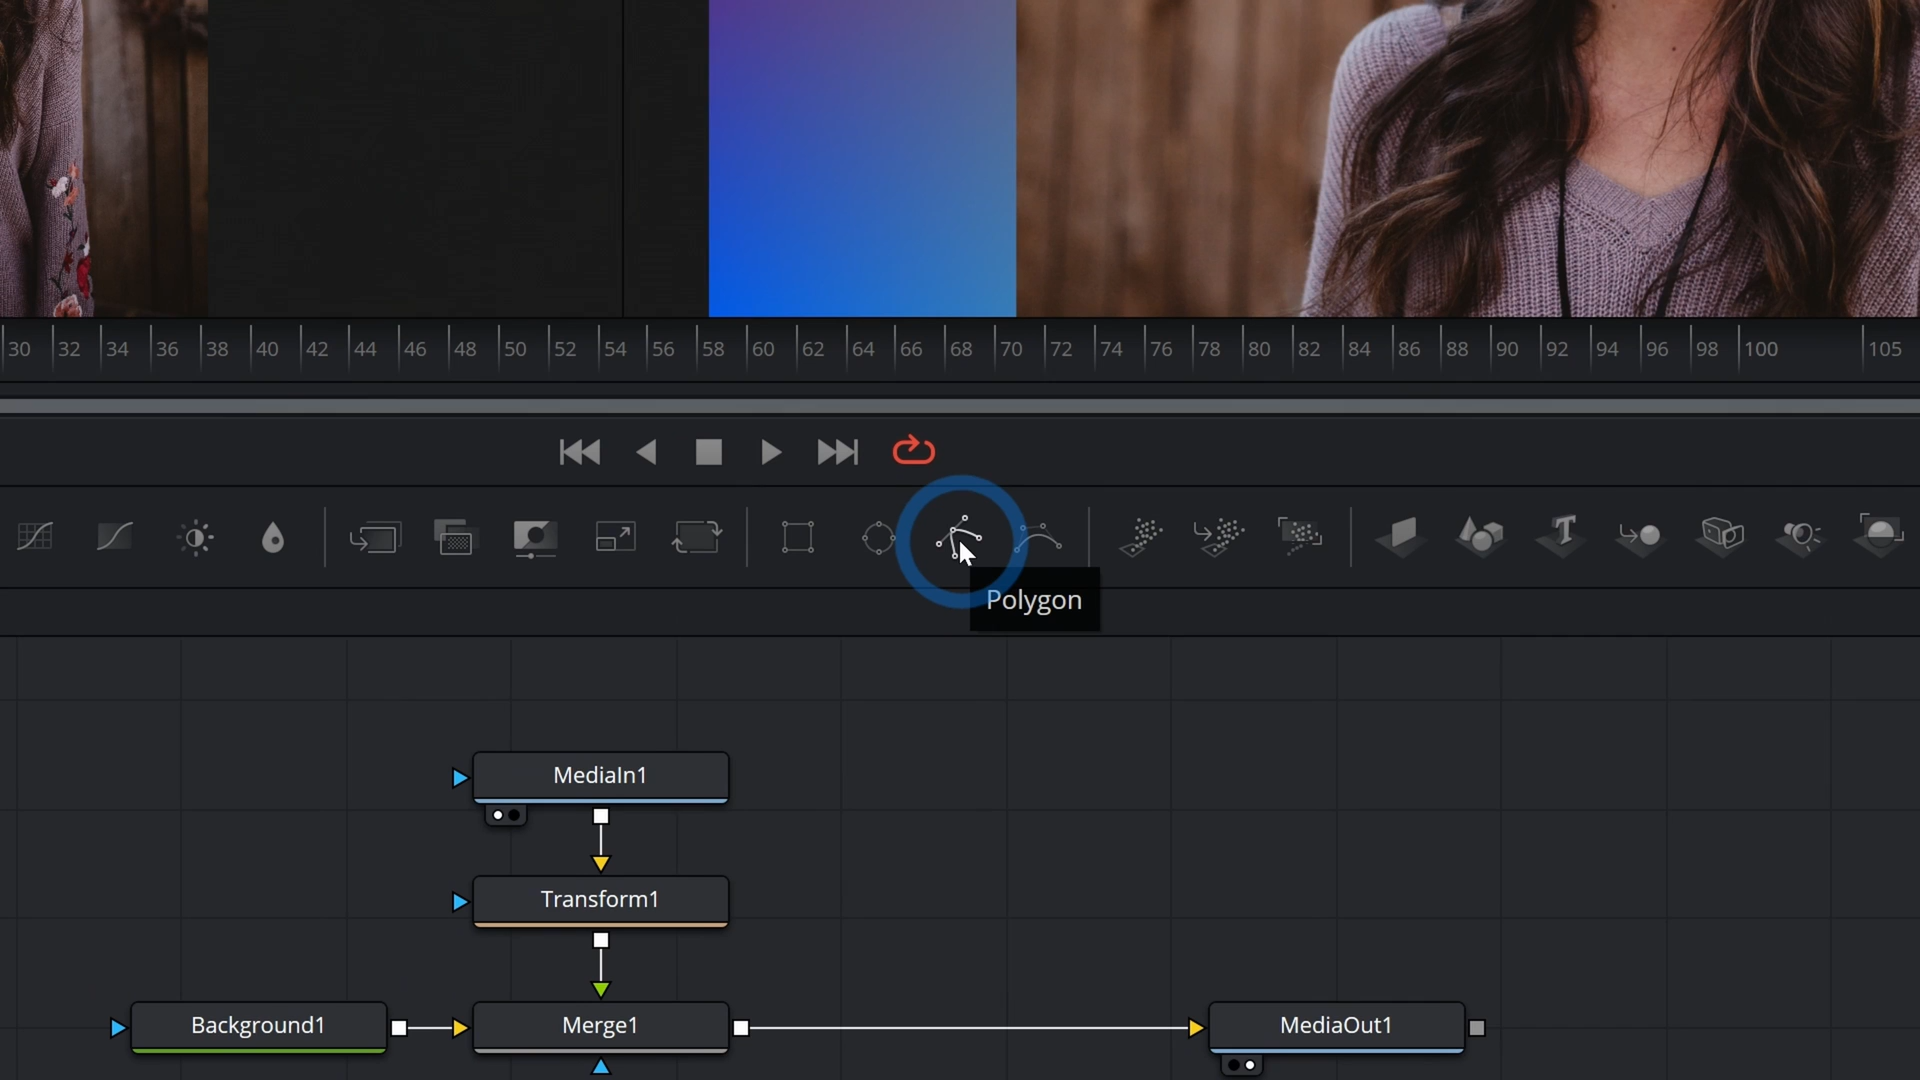 30 32 34 36 38 40 42 44 46 48 50 52 54 56 58 60 62 64 66 68 70 72 74 76 78 80 82 84 86 88 90 92 94 96 98 100 105
T
Polygon
MediaIn1
Transform1
Background1 Merge1 MediaOut1